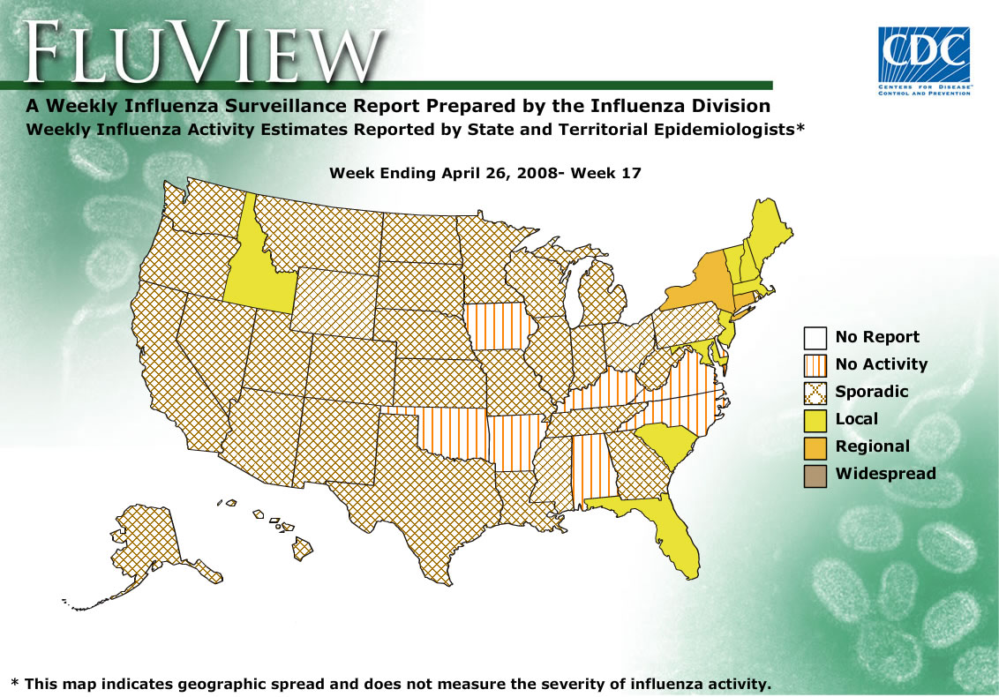 FLUVIEW
CDC
CENTERS FOR DISEASE™
CONTROL AND PREVENTION
A Weekly Influenza Surveillance Report Prepared by the Influenza Division
Weekly Influenza Activity Estimates Reported by State and Territorial Epidemiologists*
Week Ending April 26, 2008- Week 17
No Report
No Activity
Sporadic
Local
Regional
Widespread
* This map indicates geographic spread and does not measure the severity of influenza activity.